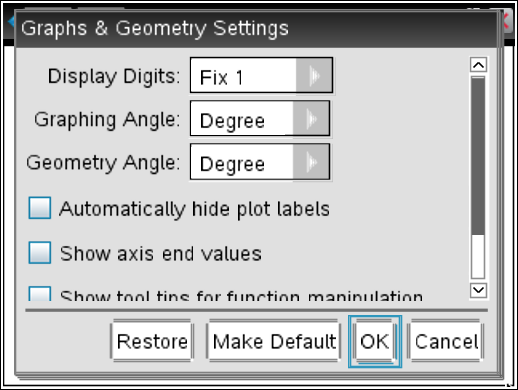 Graphs & Geometry Settings
Display Digits: Fix 1
Graphing Angle: Degree
Geometry Angle: Degree
Automatically hide plot labels
Show axis end values
Show tool tips for function manipulation
Restore Make Default OK Cancel